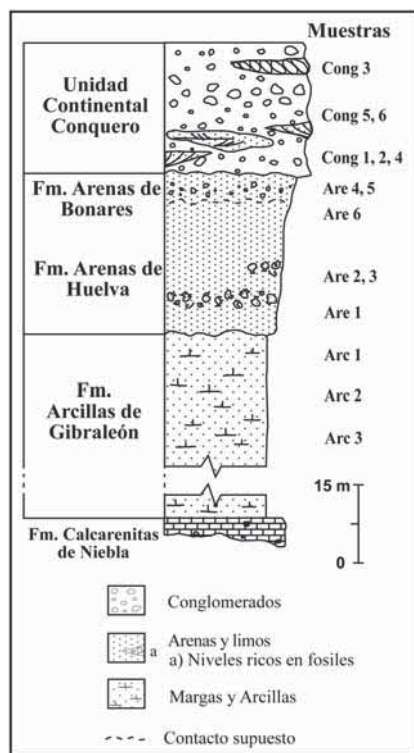 Muestras
Unidad
Continental
Conquero
Cong 3
Cong 5, 6
Cong 1, 2, 4
Fm. Arenas de
Bonares
Are 4, 5
Are 6
Fm. Arenas de
Huelva
Are 2, 3
Are 1
Fm.
Arcillas de
Gibraleón
Arc 1
Arc 2
Arc 3
15 m
0
Fm. Calcarenitas
de Niebla
Conglomerados
a
Arenas y limos
a) Niveles ricos en fosiles
Margas y Arcillas
Contacto supuesto